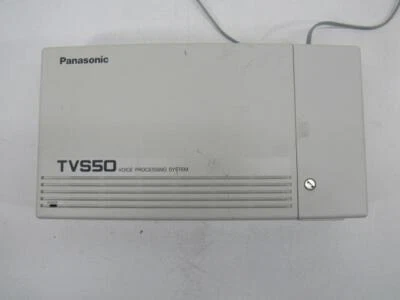 Panasonic
TVS50 VOICE PROCESSING SYSTEM